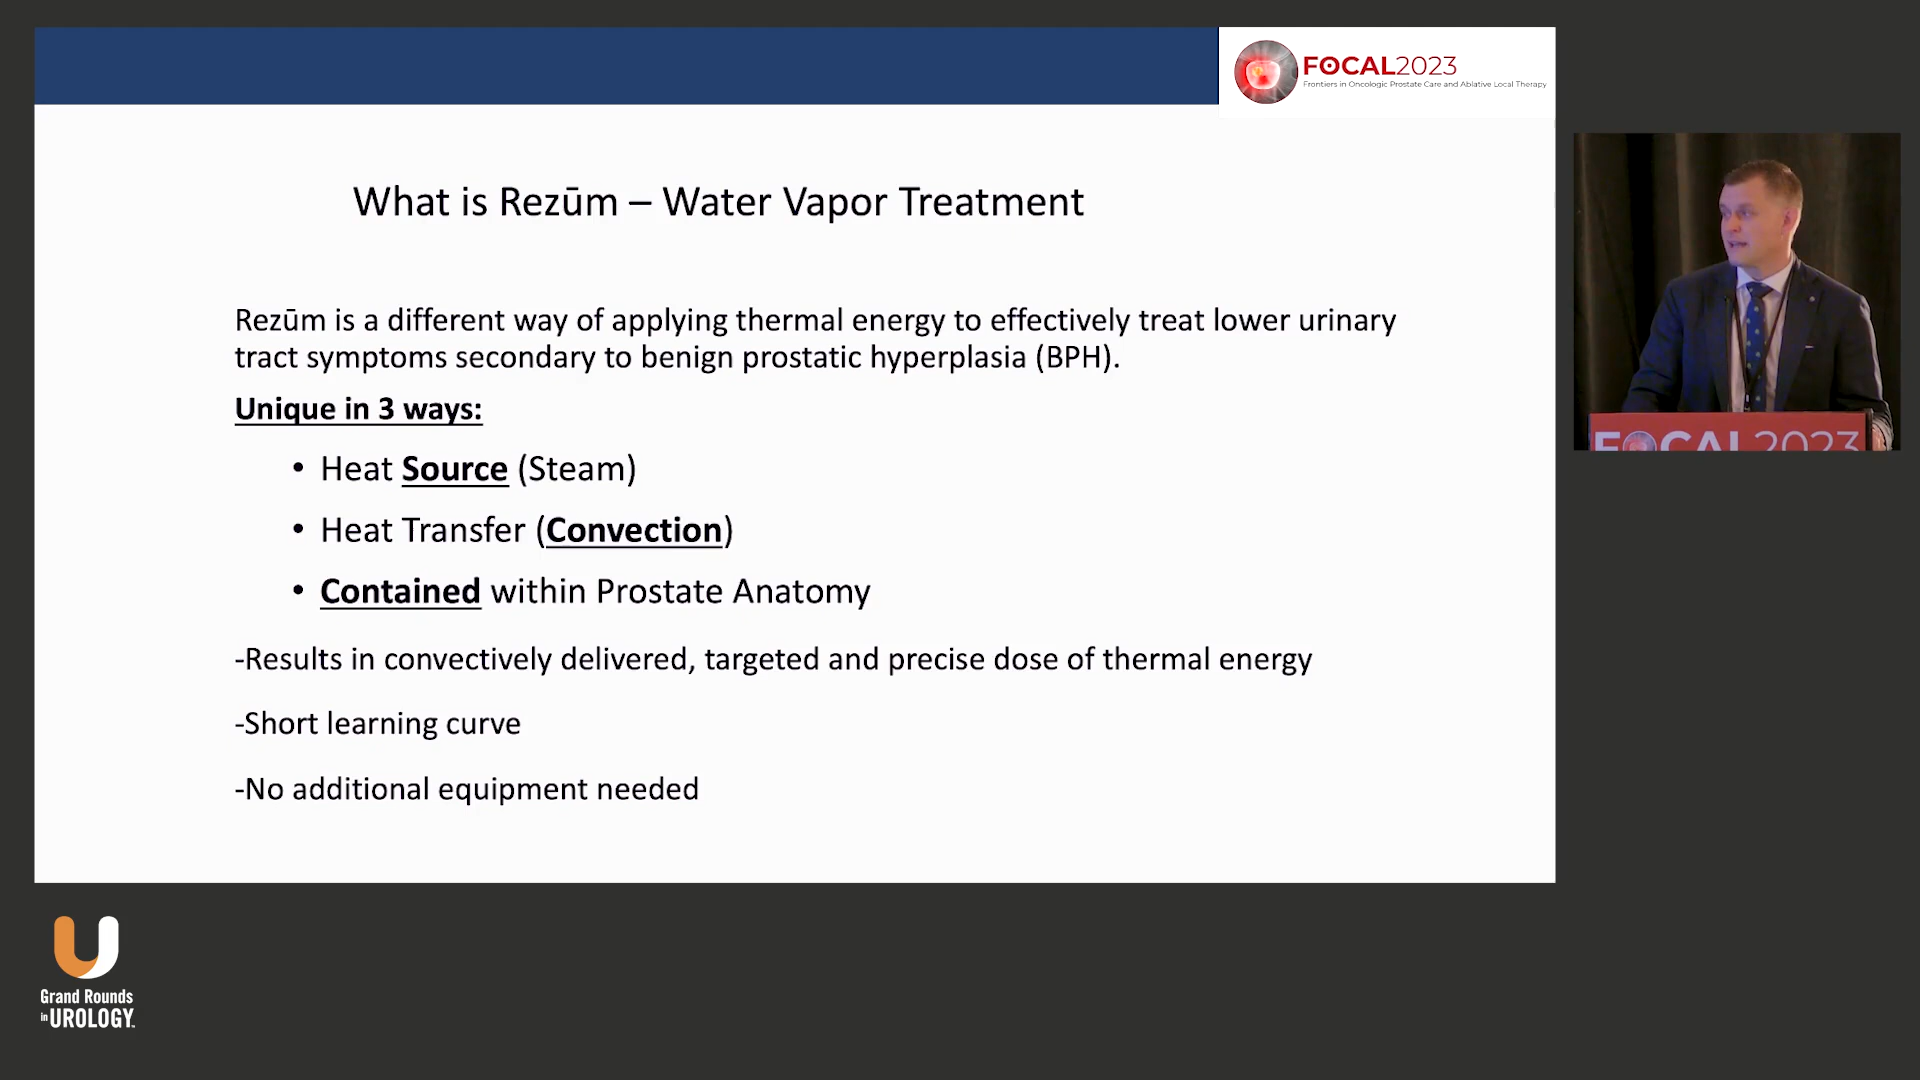 FOCAL2023
Frontiers in Oncologic Prostate Care and Ablative Local Therapy
What is Rezūm – Water Vapor Treatment
Rezūm is a different way of applying thermal energy to effectively treat lower urinary
tract symptoms secondary to benign prostatic hyperplasia (BPH).
Unique in 3 ways:
• Heat Source (Steam)
• Heat Transfer (Convection)
• Contained within Prostate Anatomy
-Results in convectively delivered, targeted and precise dose of thermal energy
-Short learning curve
-No additional equipment needed
FOCAL 2023
Grand Rounds
in UROLOGY